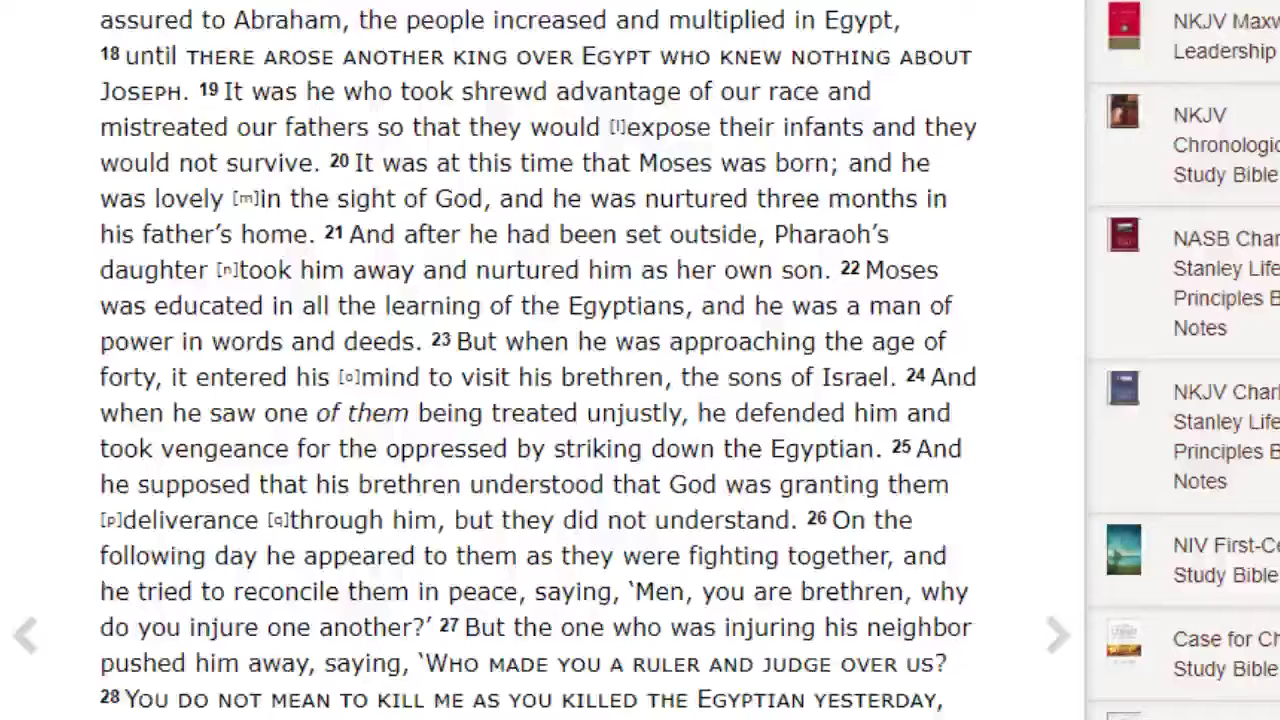 assured to Abraham, the people increased and multiplied in Egypt,
18 until THERE AROSE ANOTHER KING OVER EGYPT WHO KNEW NOTHING ABOUT
JOSEPH. 19 It was he who took shrewd advantage of our race and
mistreated our fathers so that they would [l]expose their infants and they
would not survive. 20 It was at this time that Moses was born; and he
was lovely [m]in the sight of God, and he was nurtured three months in
his father’s home. 21 And after he had been set outside, Pharaoh’s
daughter [n]took him away and nurtured him as her own son. 22 Moses
was educated in all the learning of the Egyptians, and he was a man of
power in words and deeds. 23 But when he was approaching the age of
forty, it entered his [o]mind to visit his brethren, the sons of Israel. 24 And
when he saw one of them being treated unjustly, he defended him and
took vengeance for the oppressed by striking down the Egyptian. 25 And
he supposed that his brethren understood that God was granting them
[p]deliverance [q]through him, but they did not understand. 26 On the
following day he appeared to them as they were fighting together, and
he tried to reconcile them in peace, saying, ‘Men, you are brethren, why
do you injure one another?’ 27 But the one who was injuring his neighbor
pushed him away, saying, ‘WHO MADE YOU A RULER AND JUDGE OVER US?
28 YOU DO NOT MEAN TO KILL ME AS YOU KILLED THE EGYPTIAN YESTERDAY,
NKJV Maxw
Leadership
NKJV
Chronologic
Study Bible
NASB Char
Stanley Life
Principles B
Notes
NKJV Charl
Stanley Life
Principles B
Notes
NIV First-Ce
Study Bible
Case for Ch
Study Bible